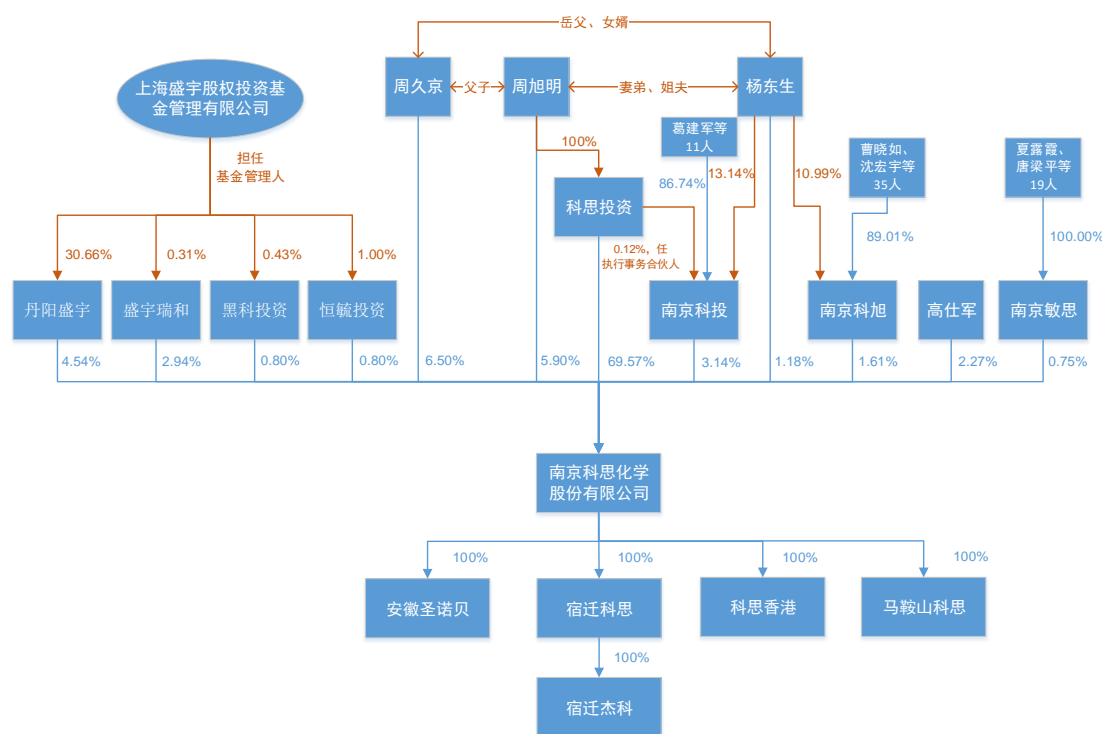 岳父、女婿
上海盛宇股权投资基
金管理有限公司
周久京
父子
周旭明
妻弟、姐夫
杨东生
担任
基金管理人
100%
葛建军等
11人
曹晓如、
沈宏宇等
35人
夏露霞、
唐梁平等
19人
科思投资
86.74%
13.14%
10.99%
89.01%
100.00%
30.66%
0.31%
0.43%
1.00%
0.12%，任
执行事务合伙人
丹阳盛宇
盛宇瑞和
黑科投资
恒毓投资
南京科投
南京科旭
高仕军
南京敏思
4.54%
2.94%
0.80%
0.80%
6.50%
5.90%
69.57%
3.14%
1.18%
1.61%
2.27%
0.75%
南京科思化学
股份有限公司
100%
100%
100%
100%
安徽圣诺贝
宿迁科思
科思香港
马鞍山科思
100%
宿迁杰科